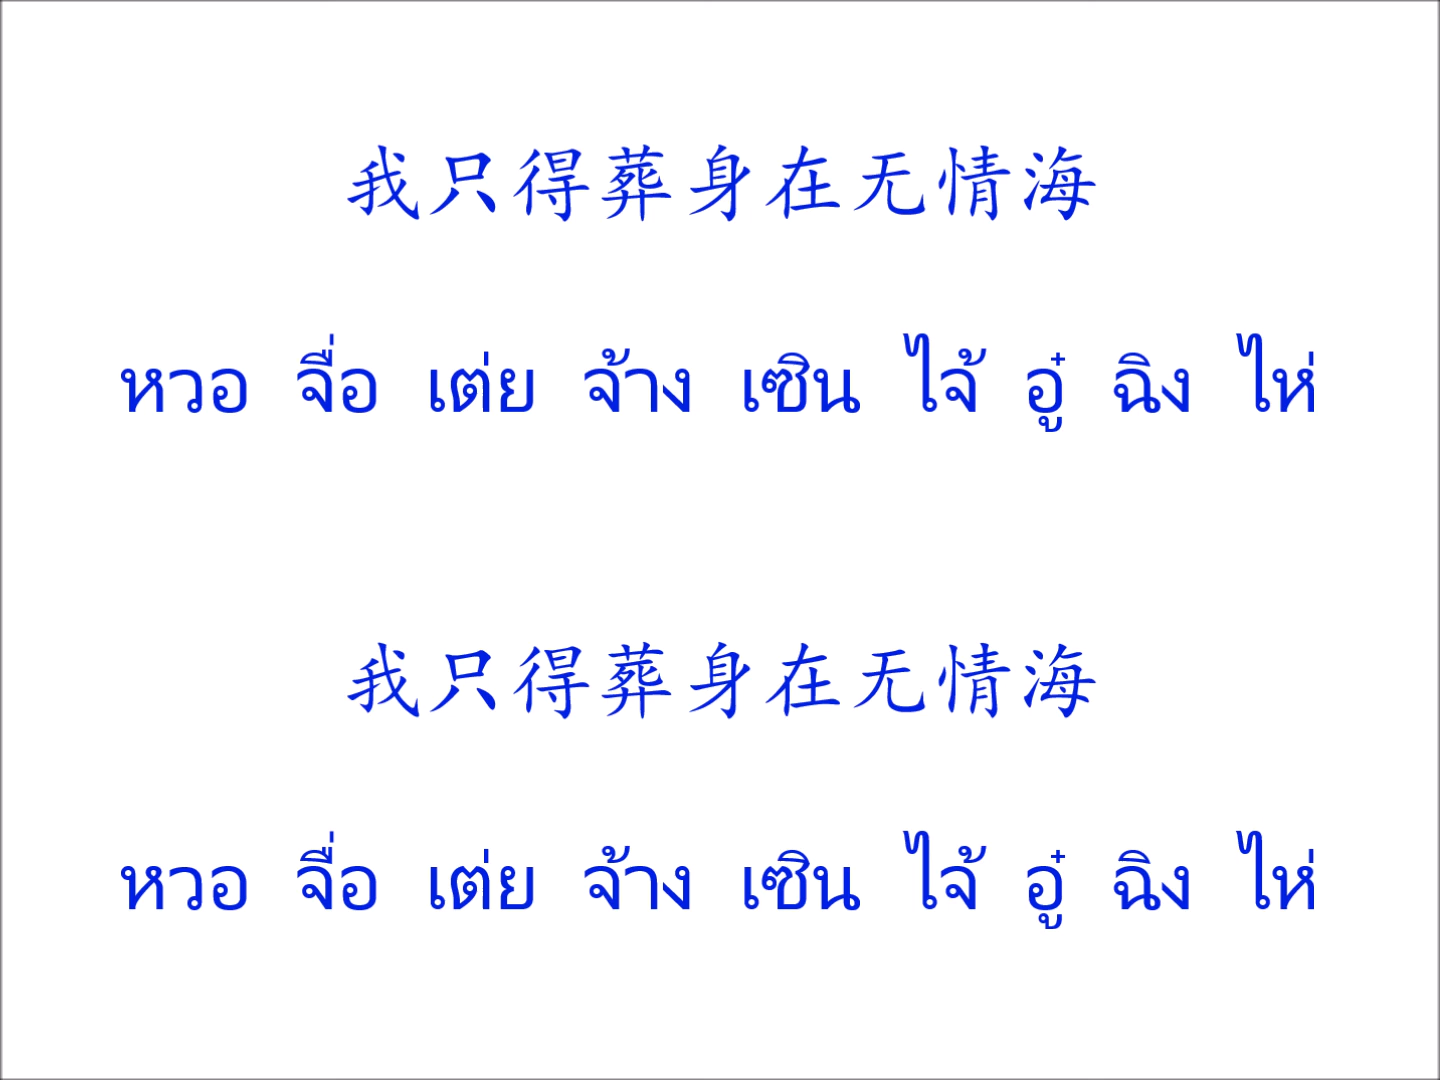 我只得葬身在无情海
หวอ จื่อ เต่ย จ้าง เซิน ไจ้ อู๋ ฉิง ไห่
我只得葬身在无情海
หวอ จื่อ เต่ย จ้าง เซิน ไจ้ อู๋ ฉิง ไห่